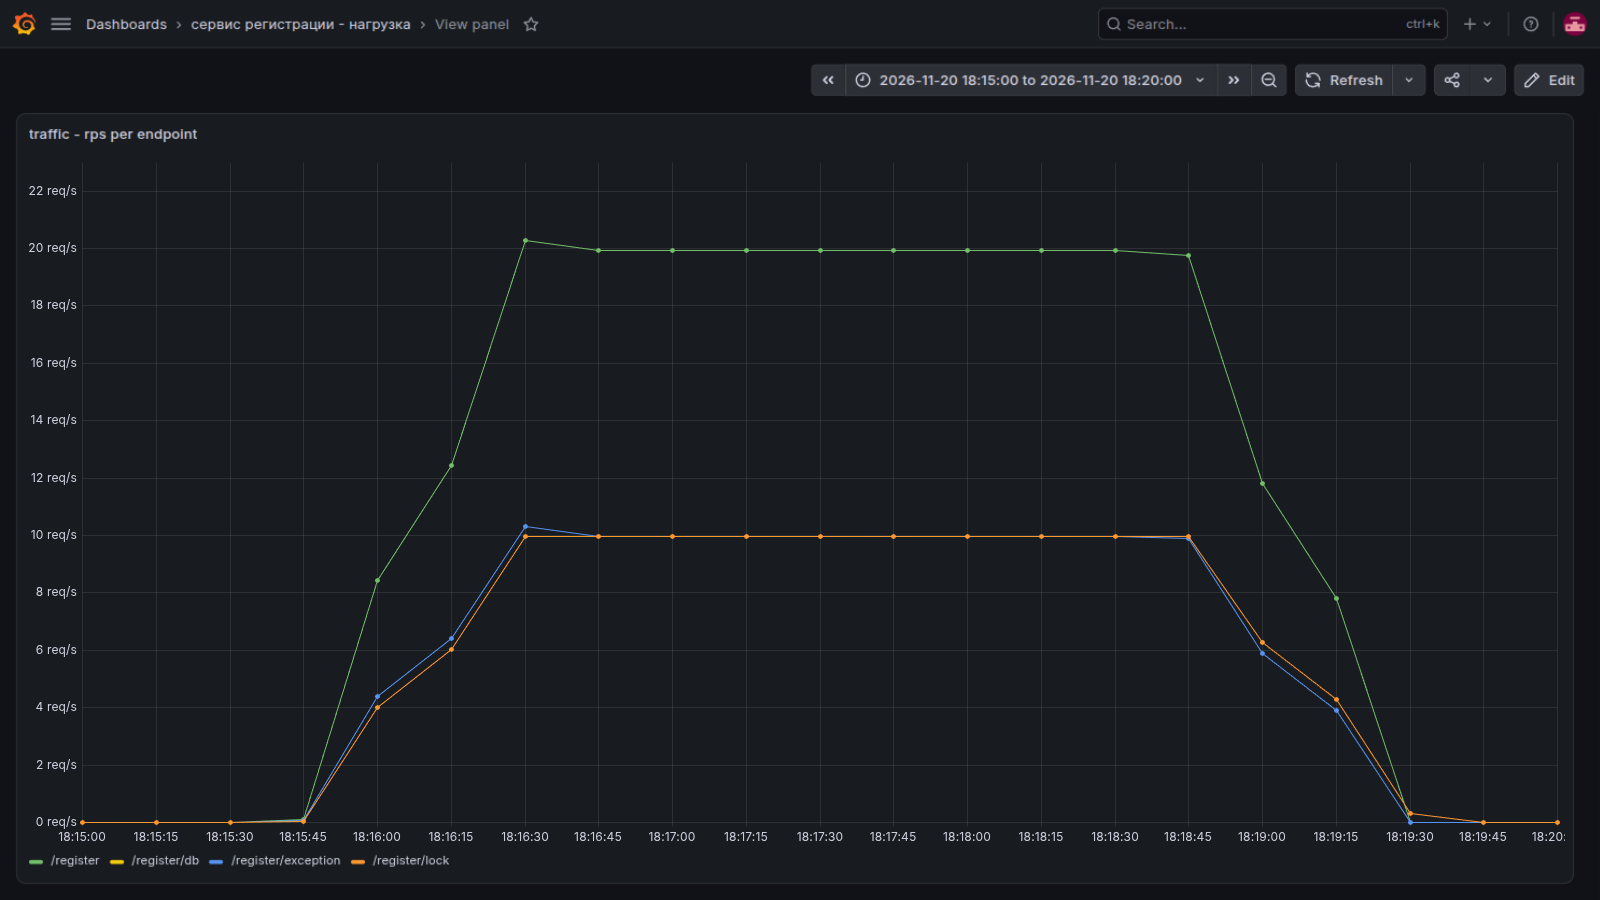 Dashboards › сервис регистрации - нагрузка › View panel
Search... ctrl+k
2026-11-20 18:15:00 to 2026-11-20 18:20:00 Refresh Edit
traffic - rps per endpoint
22 req/s
20 req/s
18 req/s
16 req/s
14 req/s
12 req/s
10 req/s
8 req/s
6 req/s
4 req/s
2 req/s
0 req/s
18:15:00 18:15:15 18:15:30 18:15:45 18:16:00 18:16:15 18:16:30 18:16:45 18:17:00 18:17:15 18:17:30 18:17:45 18:18:00 18:18:15 18:18:30 18:18:45 18:19:00 18:19:15 18:19:30 18:19:45 18:20:
/register /register/db /register/exception /register/lock